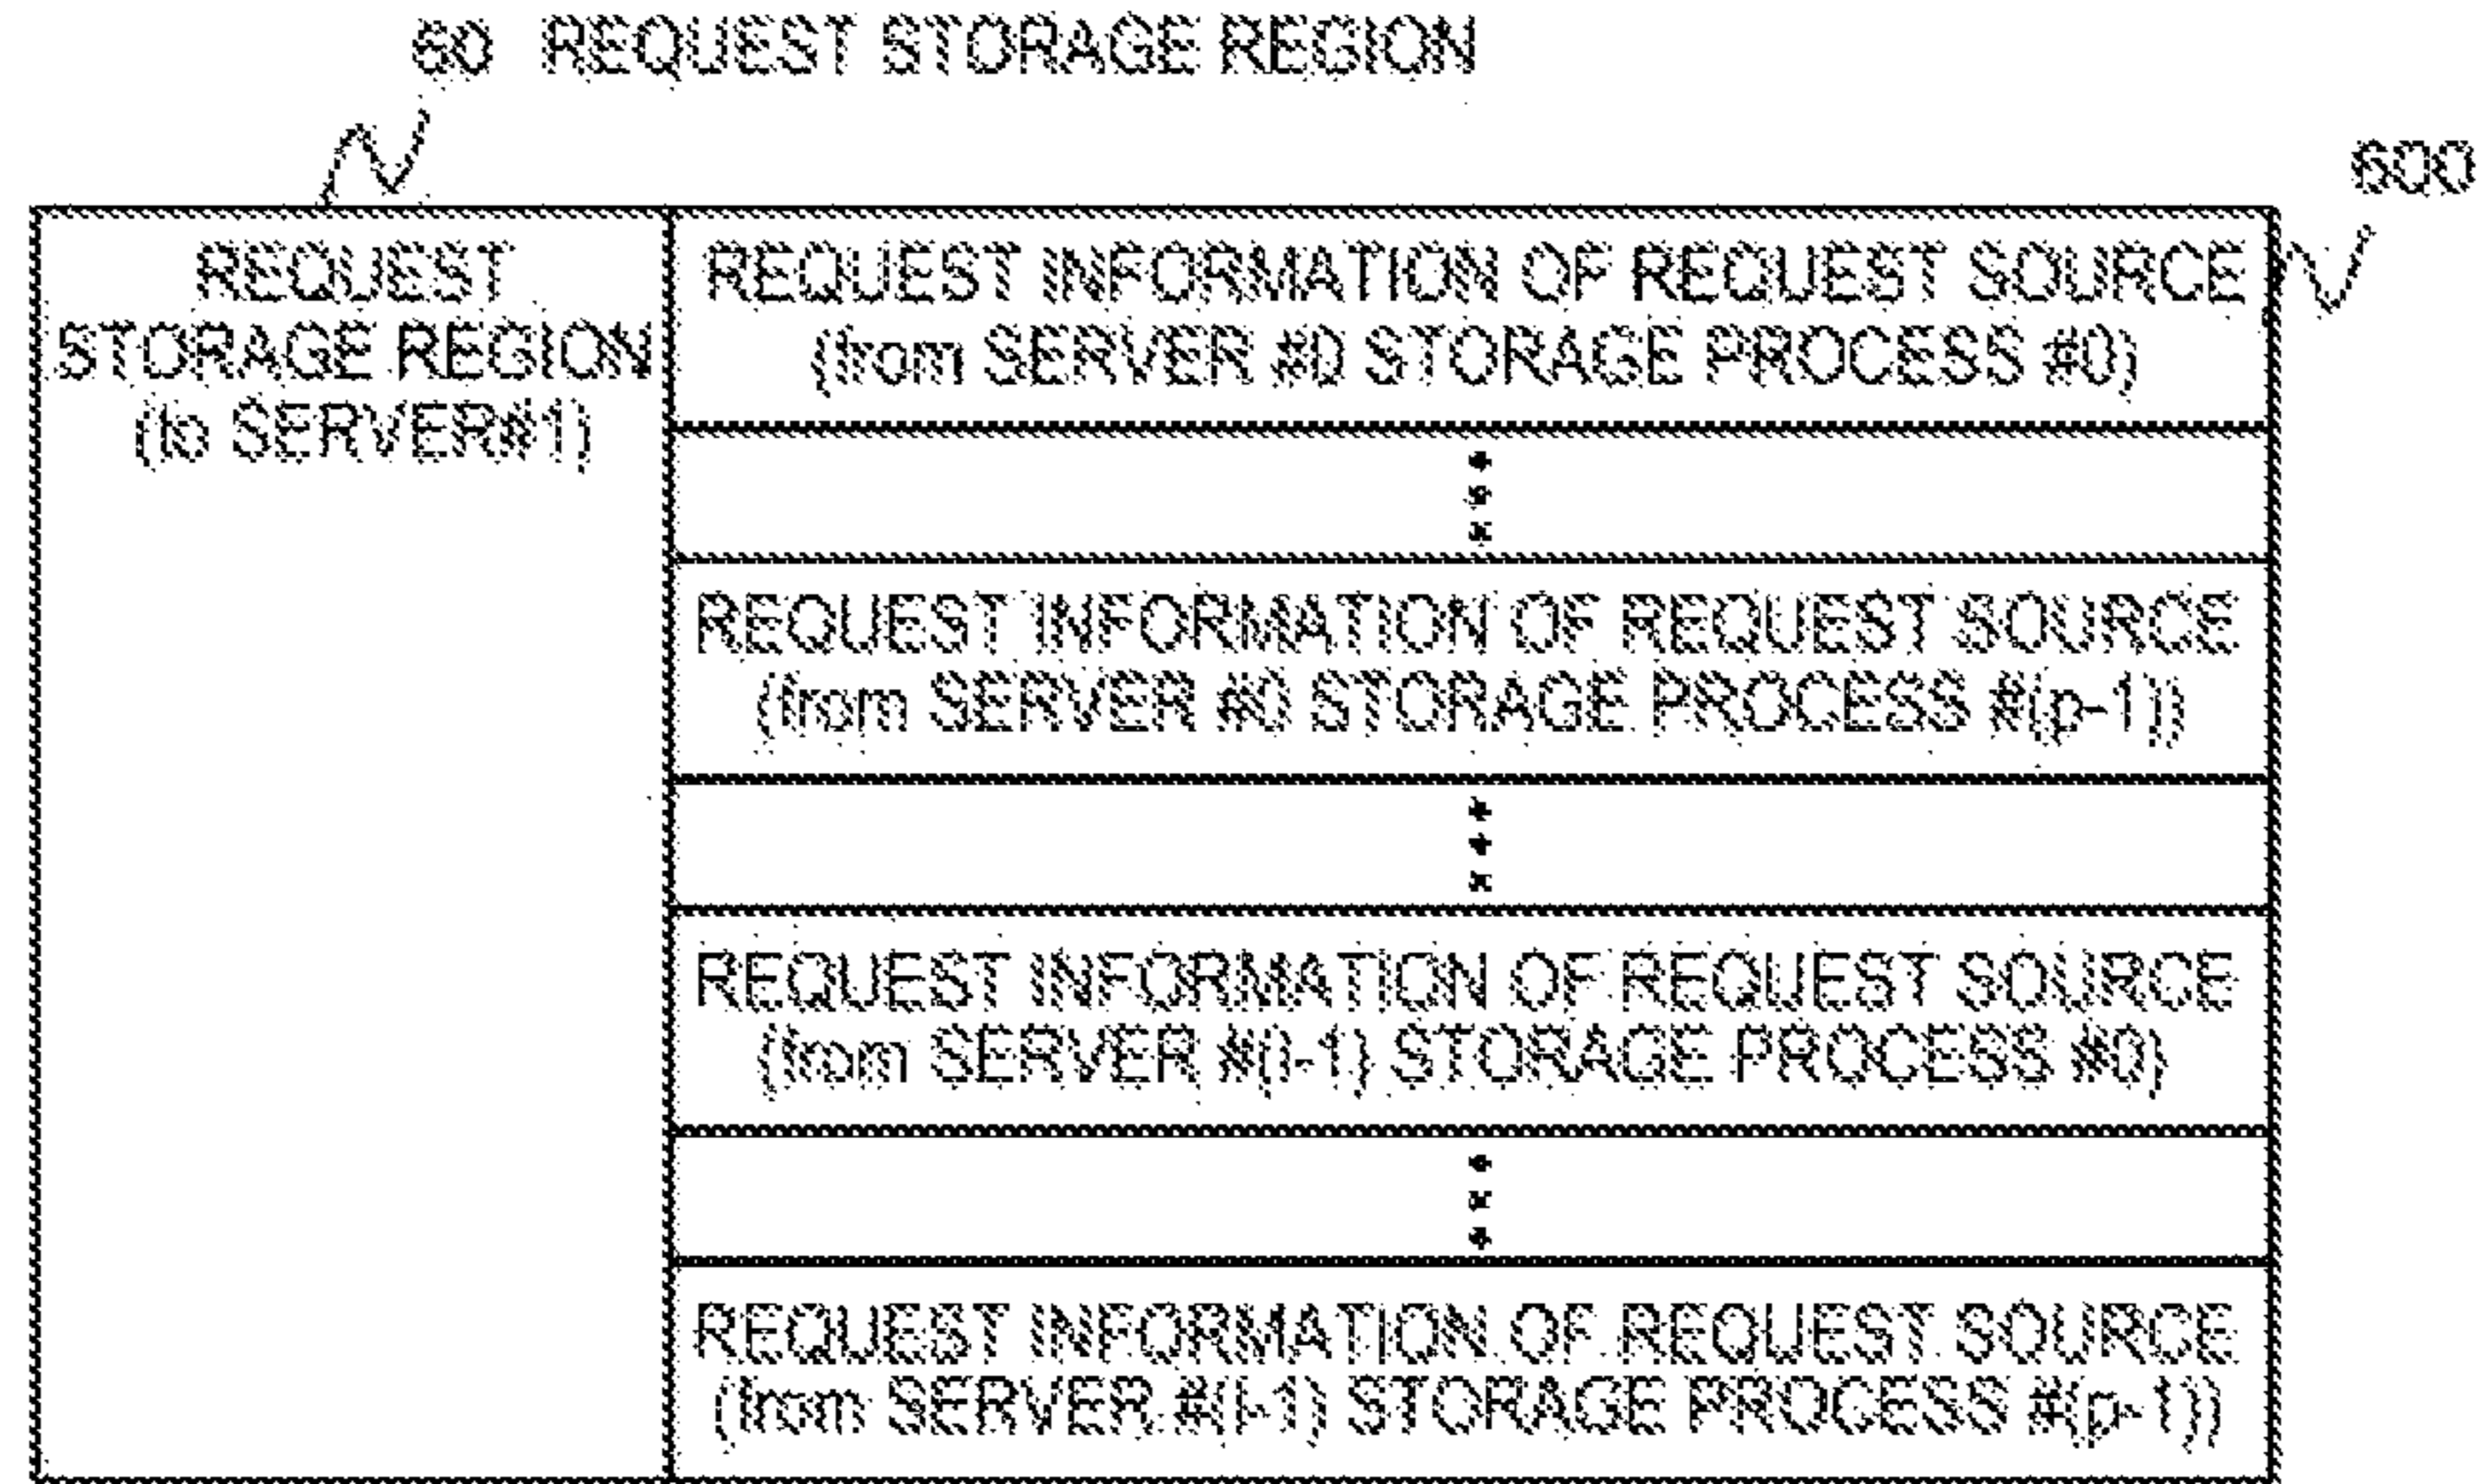 60 REQUEST STORAGE REGION
600
REQUEST
STORAGE REGION
(to SERVER#1)
REQUEST INFORMATION OF REQUEST SOURCE
(from SERVER #0 STORAGE PROCESS #0)
REQUEST INFORMATION OF REQUEST SOURCE
(from SERVER #0 STORAGE PROCESS #(p-1))
REQUEST INFORMATION OF REQUEST SOURCE
(from SERVER #(i-1) STORAGE PROCESS #0)
REQUEST INFORMATION OF REQUEST SOURCE
(from SERVER #(i-1) STORAGE PROCESS #(p-1))